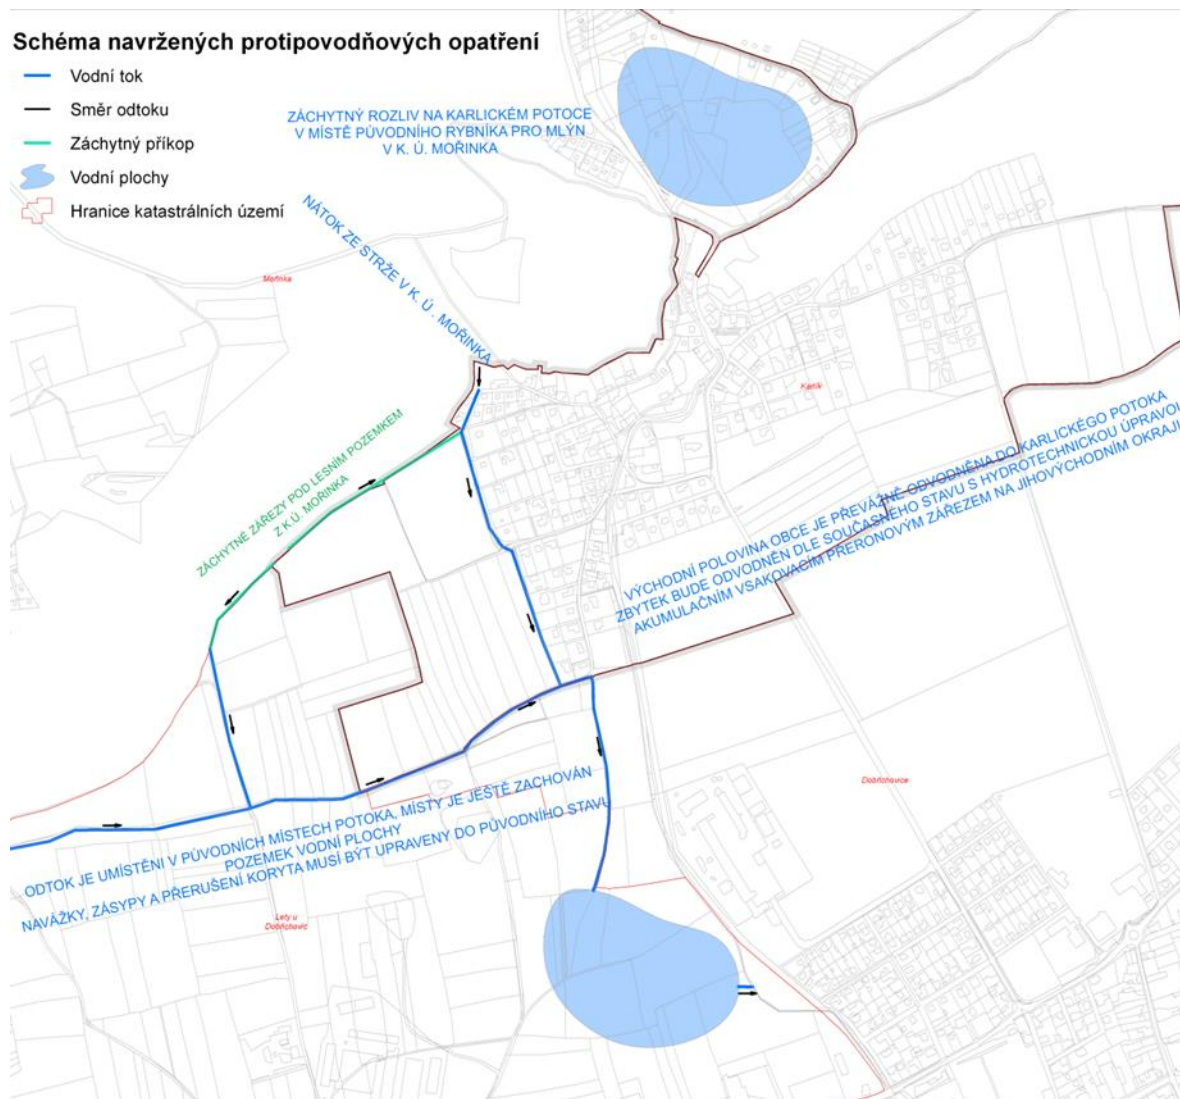 Schéma navržených protipovodňových opatření
Vodní tok
Směr odtoku
Záchytný příkop
Vodní plochy
Hranice katastrálních území
ZÁCHYTNÝ ROZLIV NA KARLICKÉM POTOCE
V MÍSTĚ PŮVODNÍHO RYBNÍKA PRO MLÝN
V K. Ú. MOŘINKA
NÁTOK ZE STRŽE V K. Ú . MOŘINKA
Mořinka
Karlík
ZÁCHYTNÉ ZÁŘEZY POD LESNÍM POZEMKEM
Z K.Ú. MOŘINKA
VÝCHODNÍ POLOVINA OBCE JE PŘEVÁŽNĚ ODVODNĚNA DO KARLICKÉGO POTOKA
ZBYTEK BUDE ODVODNĚN DLE SOUČASNÉHO STAVU S HYDROTECHNICKOU ÚPRAVOU
AKUMULAČNÍM VSAKOVACÍM PŘERONOVÝM ZÁŘEZEM NA JIHOVÝCHODNÍM OKRAJI
Dobřichovice
ODTOK JE UMÍSTĚNI V PŮVODNÍCH MÍSTECH POTOKA, MÍSTY JE JEŠTĚ ZACHOVÁN
POZEMEK VODNÍ PLOCHY
NAVÁŽKY, ZÁSYPY A PŘERUŠENÍ KORYTA MUSÍ BÝT UPRAVENY DO PŮVODNÍHO STAVU
Lety u
Dobřichovic